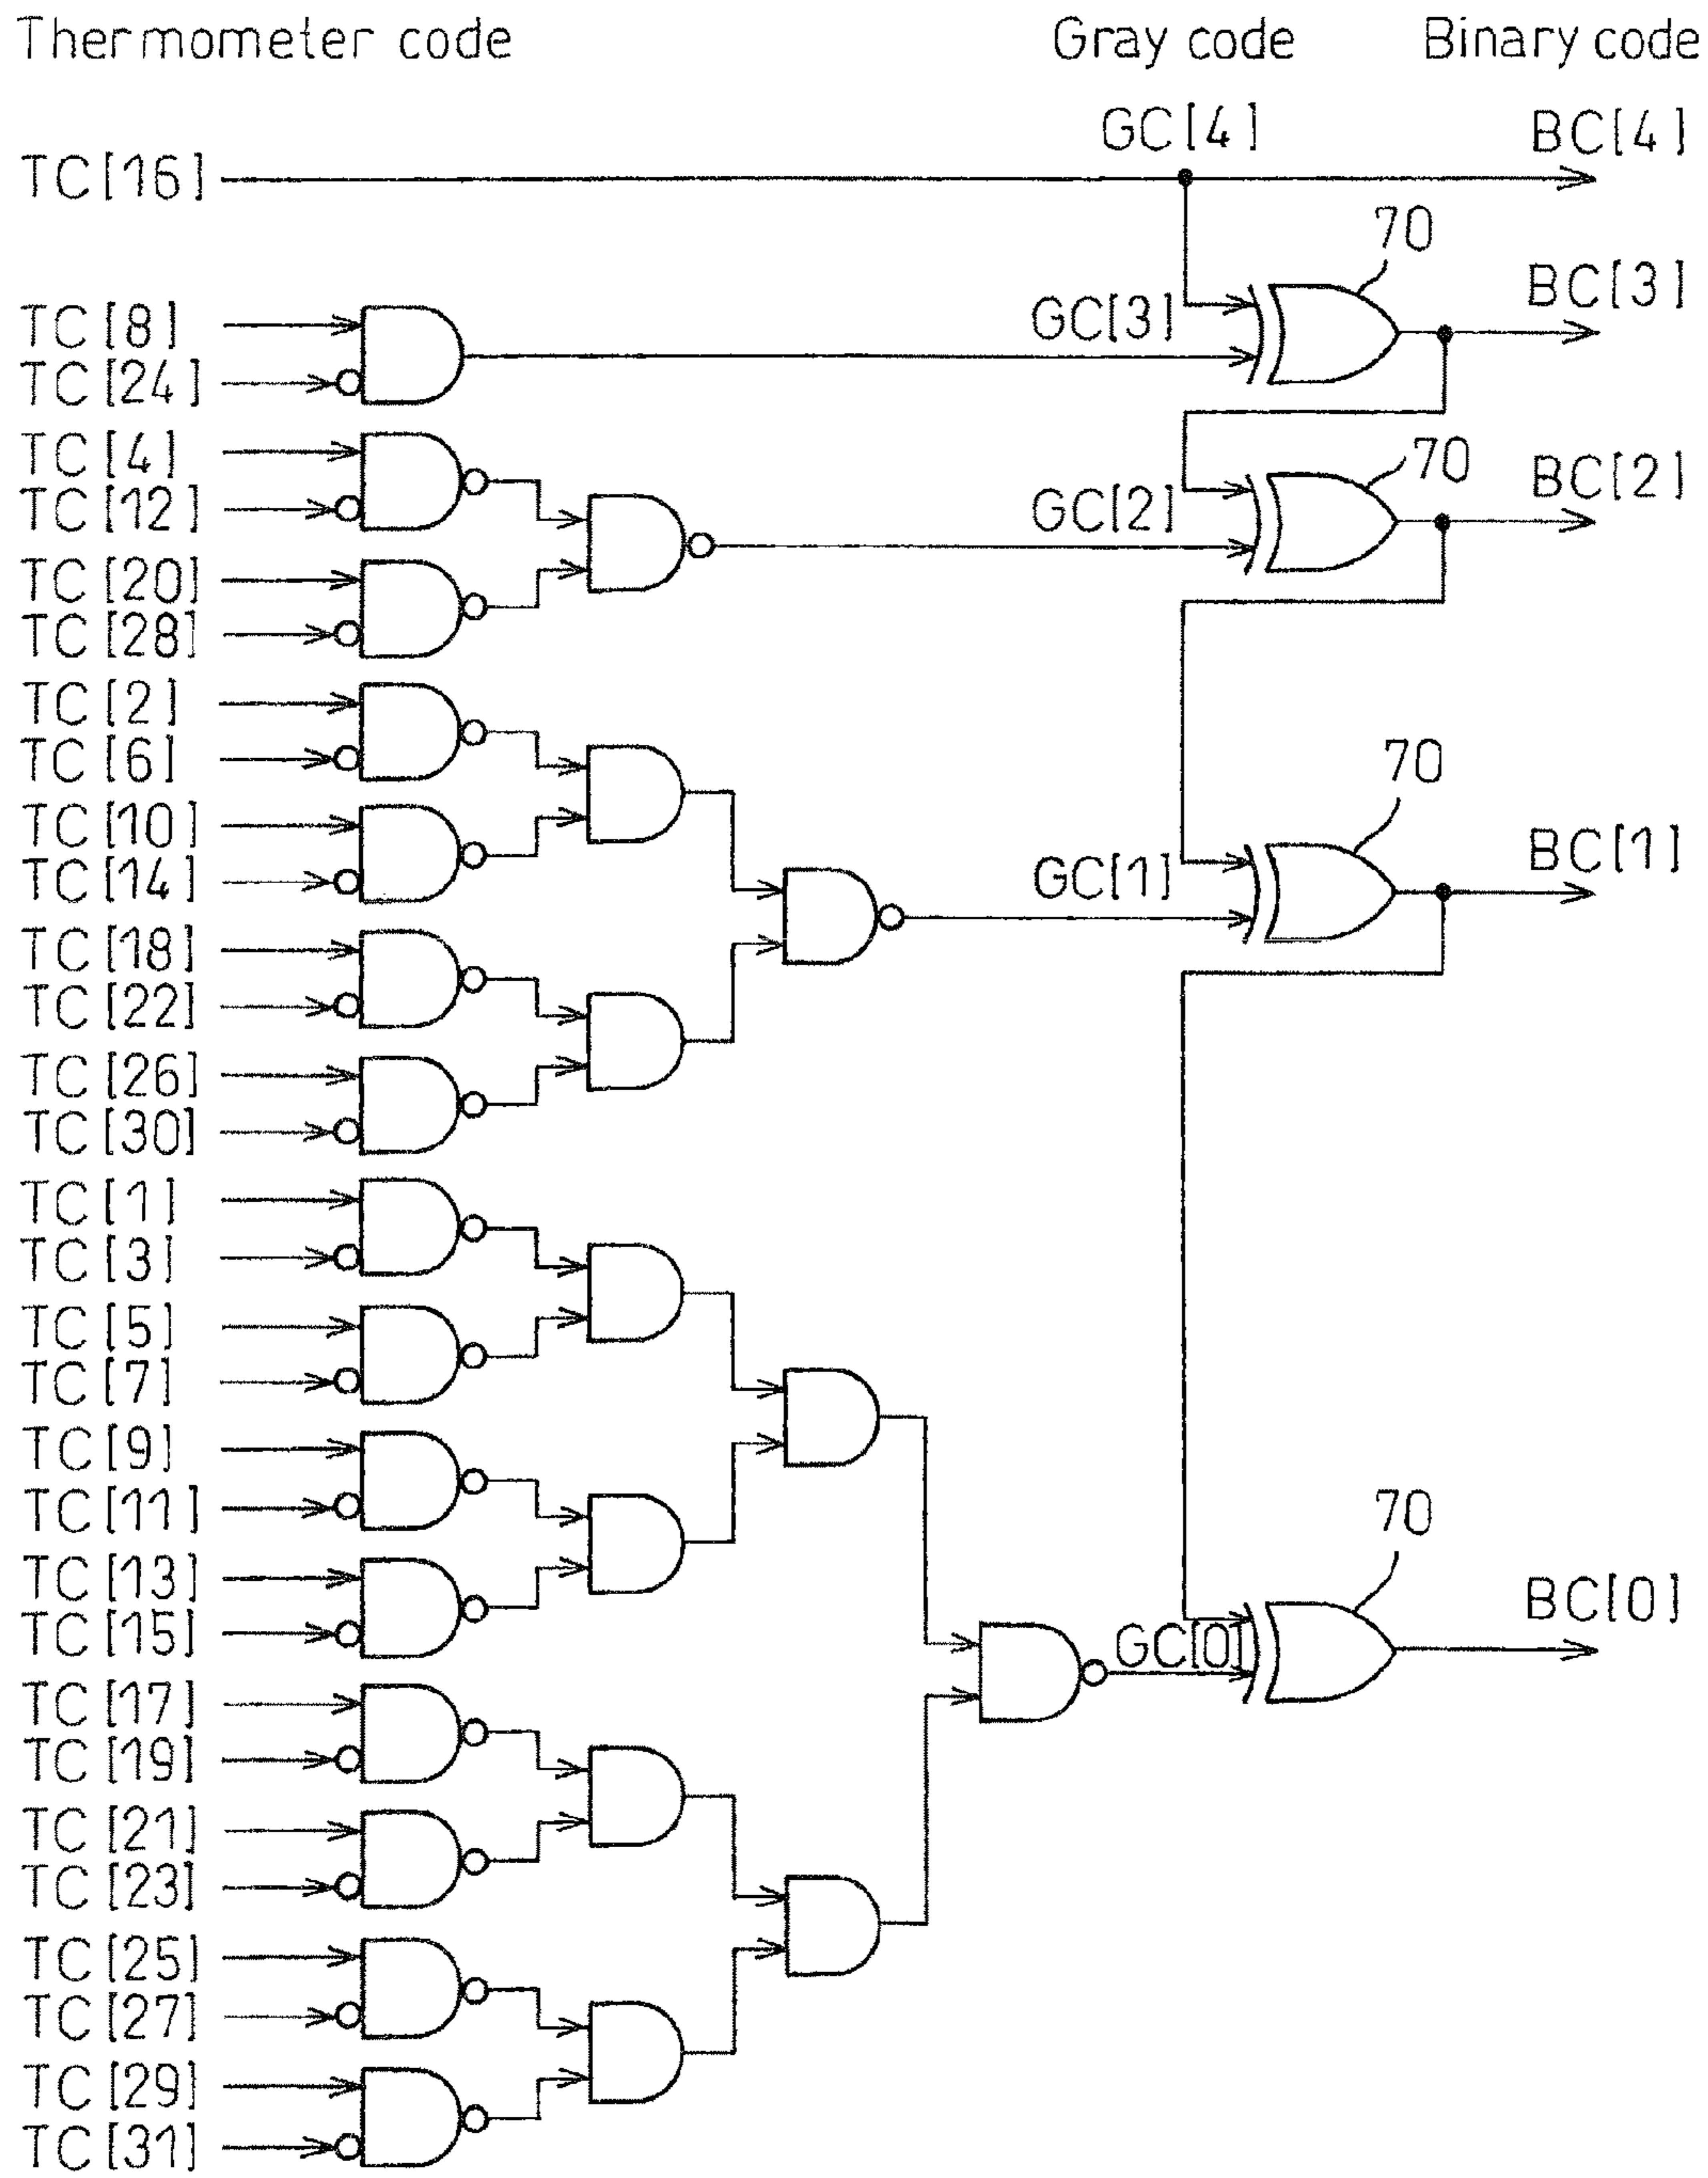 Thermometer code Gray code Binary code
GC[4] BC[4]
TC[16]
70
BC[3]
TC[8] GC[3]
TC[24]
TC[4] 70 BC[2]
TC[12] GC[2]
TC[20]
TC[28]
TC[2]
TC[6] 70
TC[10] BC[1]
TC[14] GC[1]
TC[18]
TC[22]
TC[26]
TC[30]
TC[1]
TC[3]
TC[5]
TC[7]
TC[9]
TC[11] 70
TC[13] BC[0]
TC[15] GC[0]
TC[17]
TC[19]
TC[21]
TC[23]
TC[25]
TC[27]
TC[29]
TC[31]